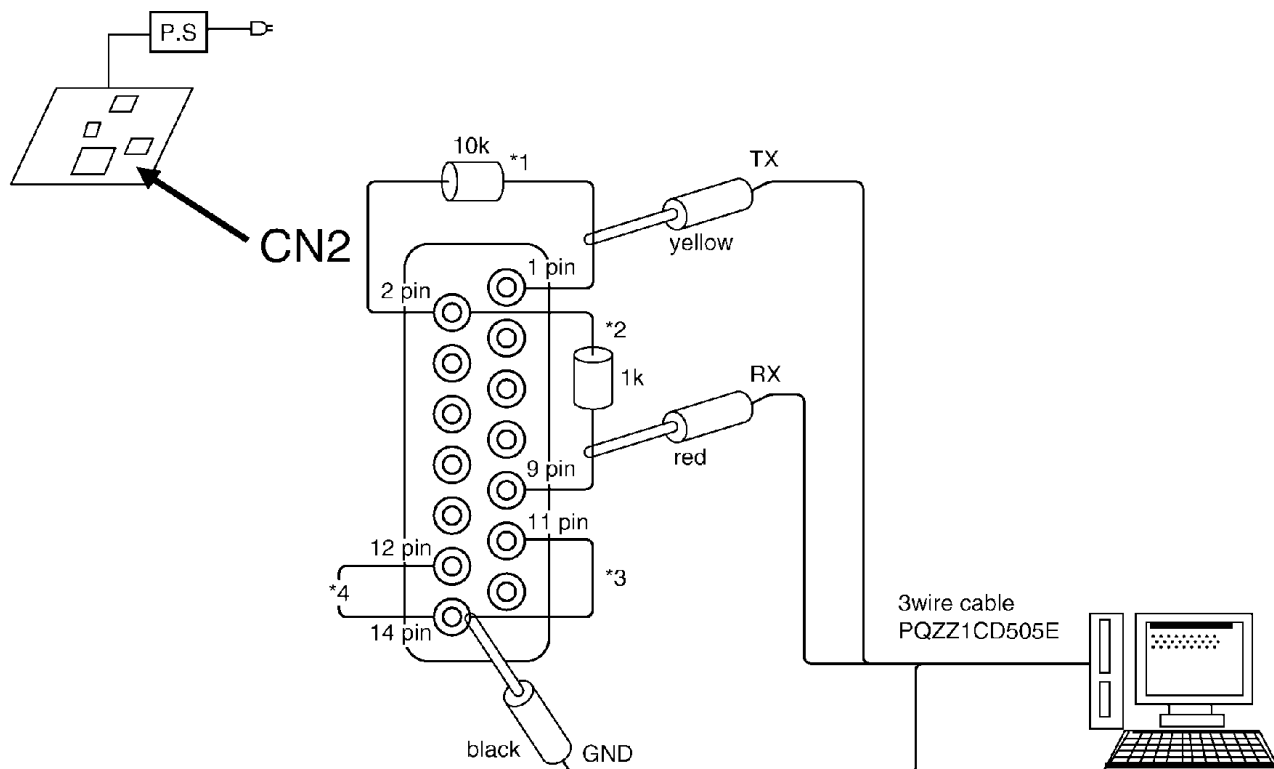 P.S
CN2
10k
*1
TX
yellow
1 pin
2 pin
*2
1k
RX
red
9 pin
11 pin
12 pin
*3
*4
14 pin
3wire cable
PQZZ1CD505E
black
GND